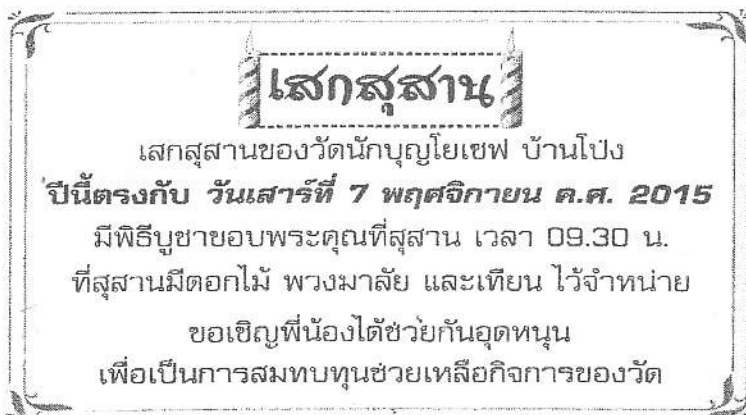 เสกสุสาน
เสกสุสานของวัดนักบุญโยเซฟ บ้านโป่ง
ปีนี้ตรงกับ วันเสาร์ที่ 7 พฤศจิกายน ค.ศ. 2015
มีพิธีบูชาขอบพระคุณที่สุสาน เวลา 09.30 น.
ที่สุสานมีดอกไม้ พวงมาลัย และเทียน ไว้จำหน่าย
ขอเชิญพี่น้องได้ช่วยกันอุดหนุน
เพื่อเป็นการสมทบทุนช่วยเหลือกิจการของวัด